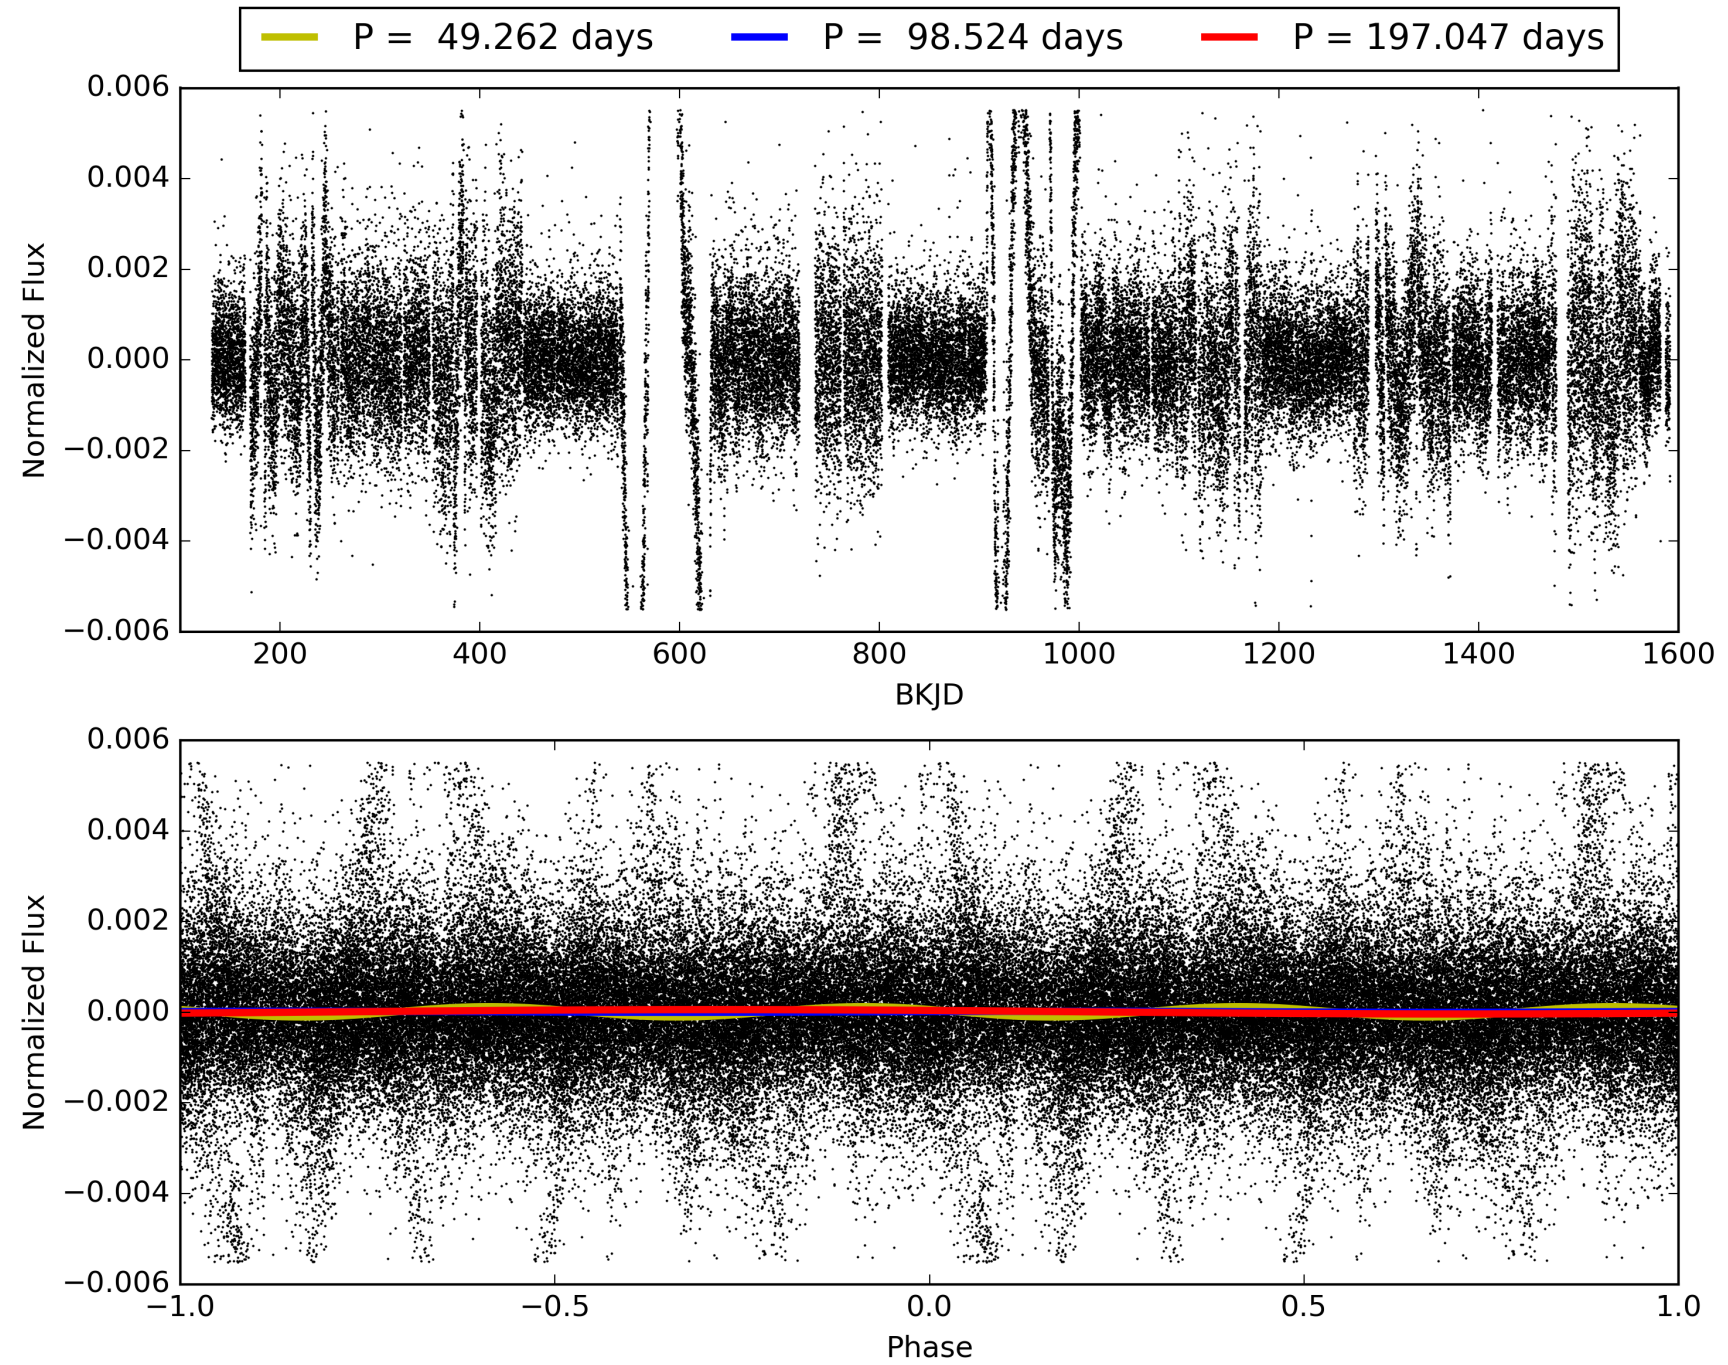 P = 49.262 days P = 98.524 days P = 197.047 days
0.006
0.004
0.002
0.000
−0.002
−0.004
−0.006
Normalized Flux
200 400 600 800 1000 1200 1400 1600
BKJD
0.006
0.004
0.002
0.000
−0.002
−0.004
−0.006
Normalized Flux
−1.0 −0.5 0.0 0.5 1.0
Phase